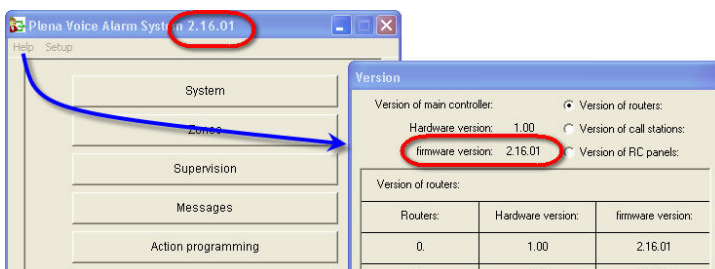 Plena Voice Alarm System 2.16.01
Help Setup
System
Zones
Supervision
Messages
Action programming
Version
Version of main controller:
Hardware version: 1.00
firmware version: 2.16.01
Version of routers:
Version of call stations:
Version of RC panels:
Version of routers:
Routers: Hardware version: firmware version:
0. 1.00 2.16.01